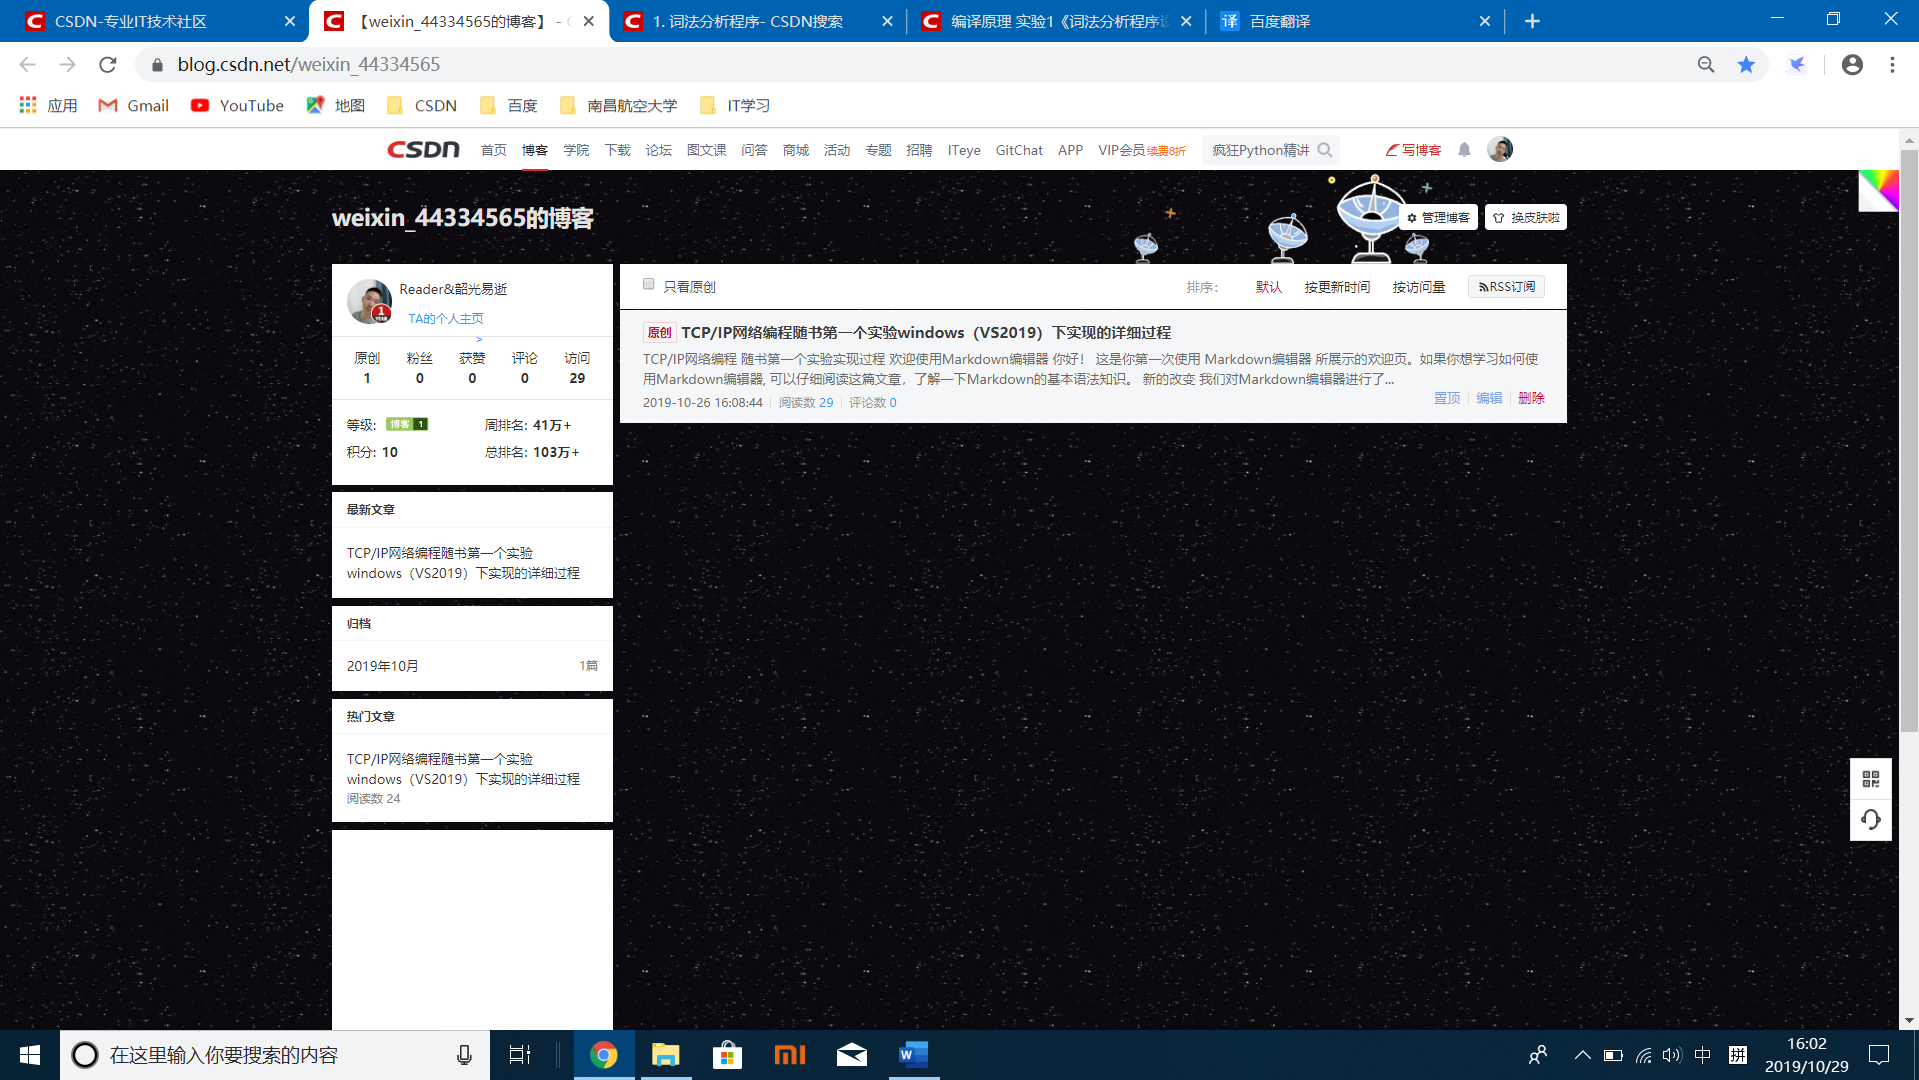 CSDN-专业IT技术社区
【weixin_44334565的博客】 -
1. 词法分析程序- CSDN搜索
编译原理 实验1《词法分析程序
译 百度翻译
blog.csdn.net/weixin_44334565
应用 Gmail YouTube 地图 CSDN 百度 南昌航空大学 IT学习
CSDN 首页 博客 学院 下载 论坛 图文课 问答 商城 活动 专题 招聘 ITeye GitChat APP VIP会员续费8折 疯狂Python精讲 写博客
weixin_44334565的博客
管理博客 换皮肤啦
Reader&韶光易逝
TA的个人主页
>
原创 粉丝 获赞 评论 访问
1 0 0 0 29
等级: 博客 1 周排名: 41万+
积分: 10 总排名: 103万+
最新文章
TCP/IP网络编程随书第一个实验
windows（VS2019）下实现的详细过程
归档
2019年10月 1篇
热门文章
TCP/IP网络编程随书第一个实验
windows（VS2019）下实现的详细过程
阅读数 24
只看原创 排序： 默认 按更新时间 按访问量 RSS订阅
原创 TCP/IP网络编程随书第一个实验windows（VS2019）下实现的详细过程
TCP/IP网络编程 随书第一个实验实现过程 欢迎使用Markdown编辑器 你好！ 这是你第一次使用 Markdown编辑器 所展示的欢迎页。如果你想学习如何使
用Markdown编辑器, 可以仔细阅读这篇文章，了解一下Markdown的基本语法知识。 新的改变 我们对Markdown编辑器进行了...
2019-10-26 16:08:44 阅读数 29 评论数 0 置顶 编辑 删除
在这里输入你要搜索的内容
中 拼
16:02
2019/10/29